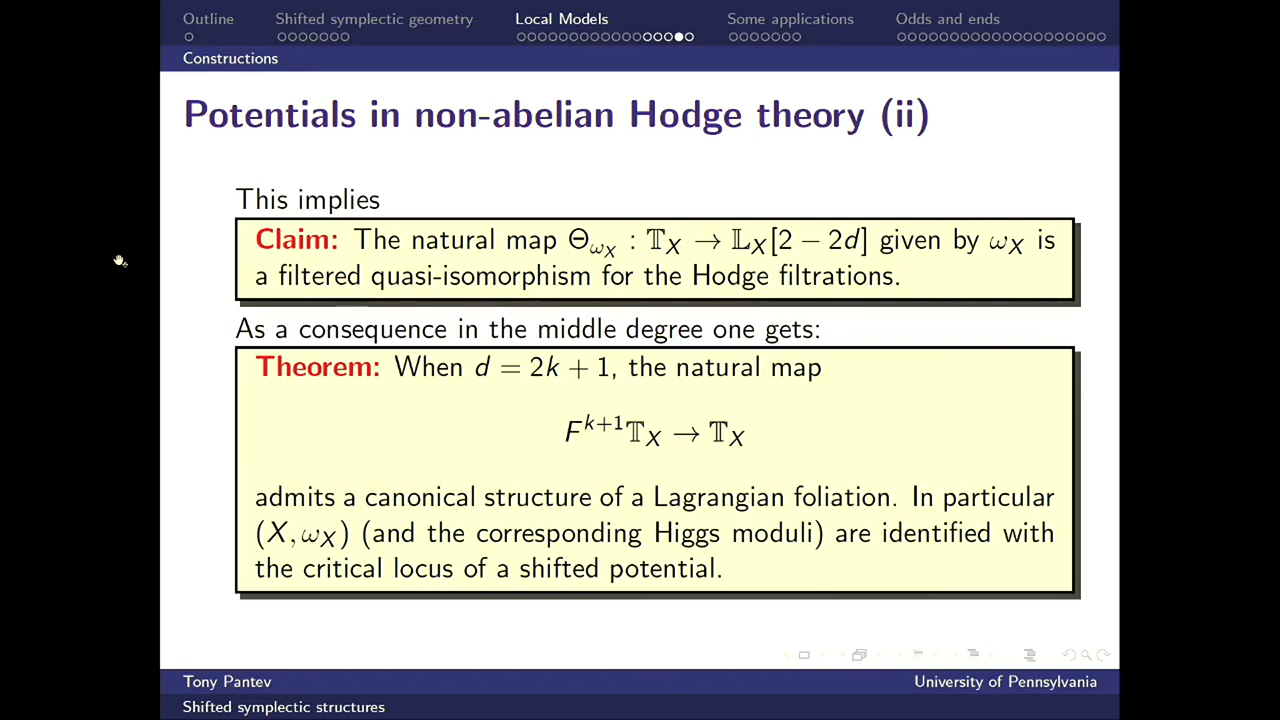 Outline Shifted symplectic geometry Local Models Some applications Odds and ends
Constructions
Potentials in non-abelian Hodge theory (ii)
This implies
Claim: The natural map Θ_{ω_X} : 𝕋_X → 𝕃_X[2 − 2d] given by ω_X is
a filtered quasi-isomorphism for the Hodge filtrations.
As a consequence in the middle degree one gets:
Theorem: When d = 2k + 1, the natural map
F^{k+1}𝕋_X → 𝕋_X
admits a canonical structure of a Lagrangian foliation. In particular
(X, ω_X) (and the corresponding Higgs moduli) are identified with
the critical locus of a shifted potential.
Tony Pantev University of Pennsylvania
Shifted symplectic structures